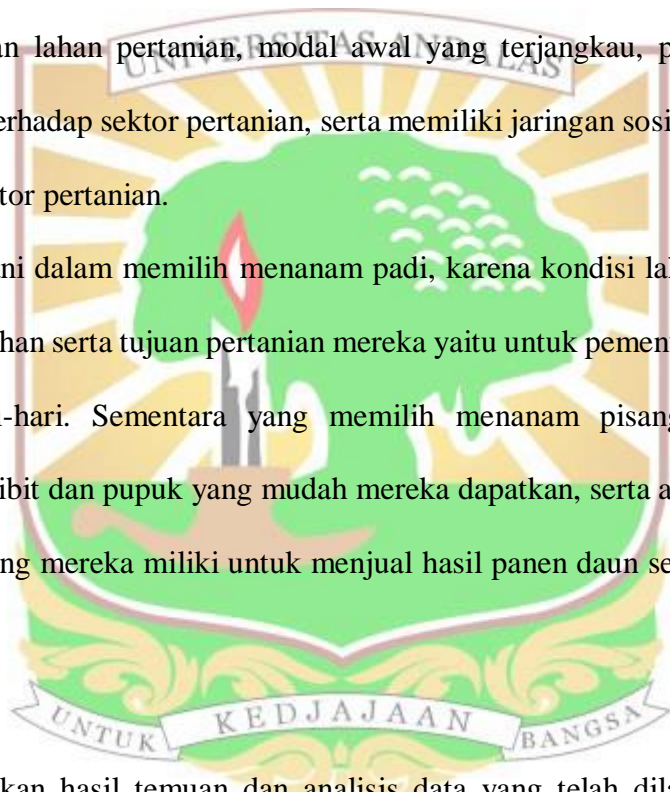 UNIVERSITAS ANDALAS
an lahan pertanian, modal awal yang terjangkau, p
erhadap sektor pertanian, serta memiliki jaringan sosi
tor pertanian.
ni dalam memilih menanam padi, karena kondisi lal
han serta tujuan pertanian mereka yaitu untuk pemen
i-hari. Sementara yang memilih menanam pisang
ibit dan pupuk yang mudah mereka dapatkan, serta a
ng mereka miliki untuk menjual hasil panen daun se
UNTUK KEDJAJAAN BANGSA
kan hasil temuan dan analisis data yang telah dil